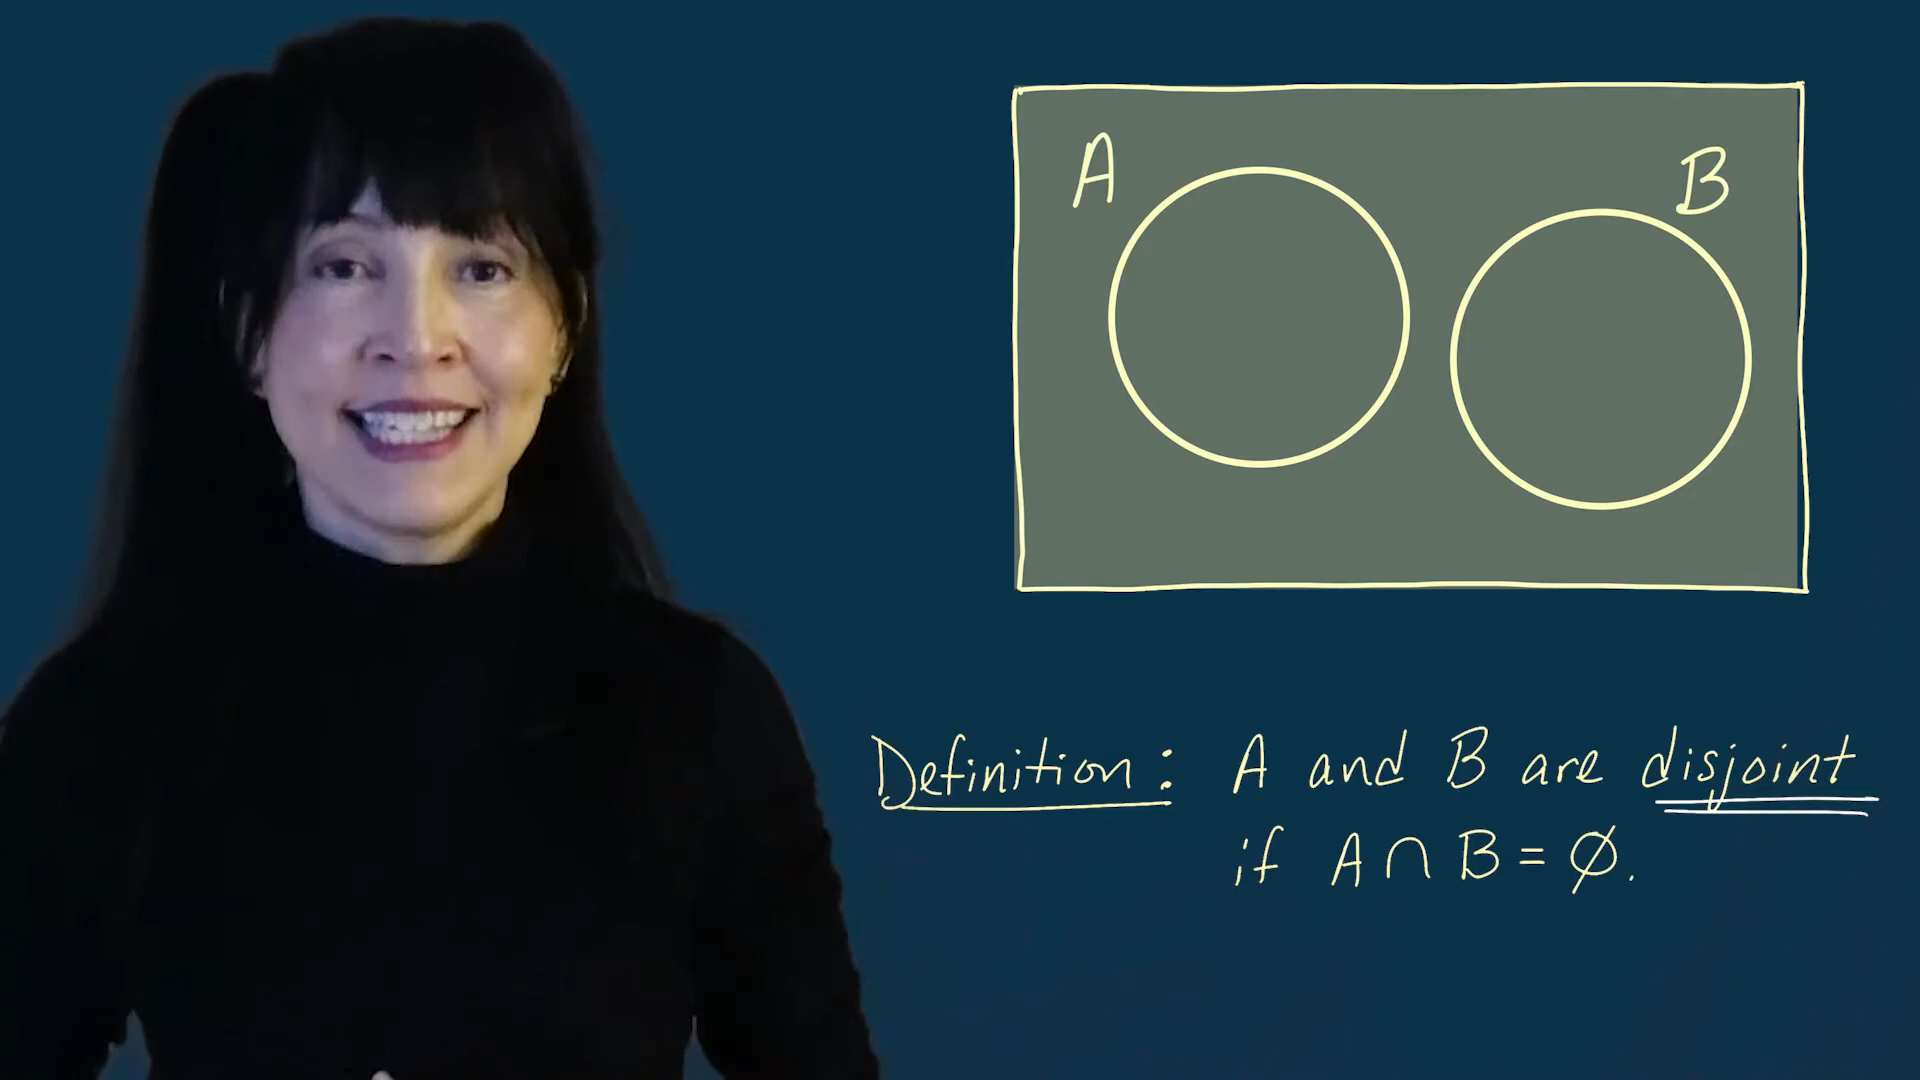 A
B
Definition: A and B are disjoint
if A ∩ B = ∅.